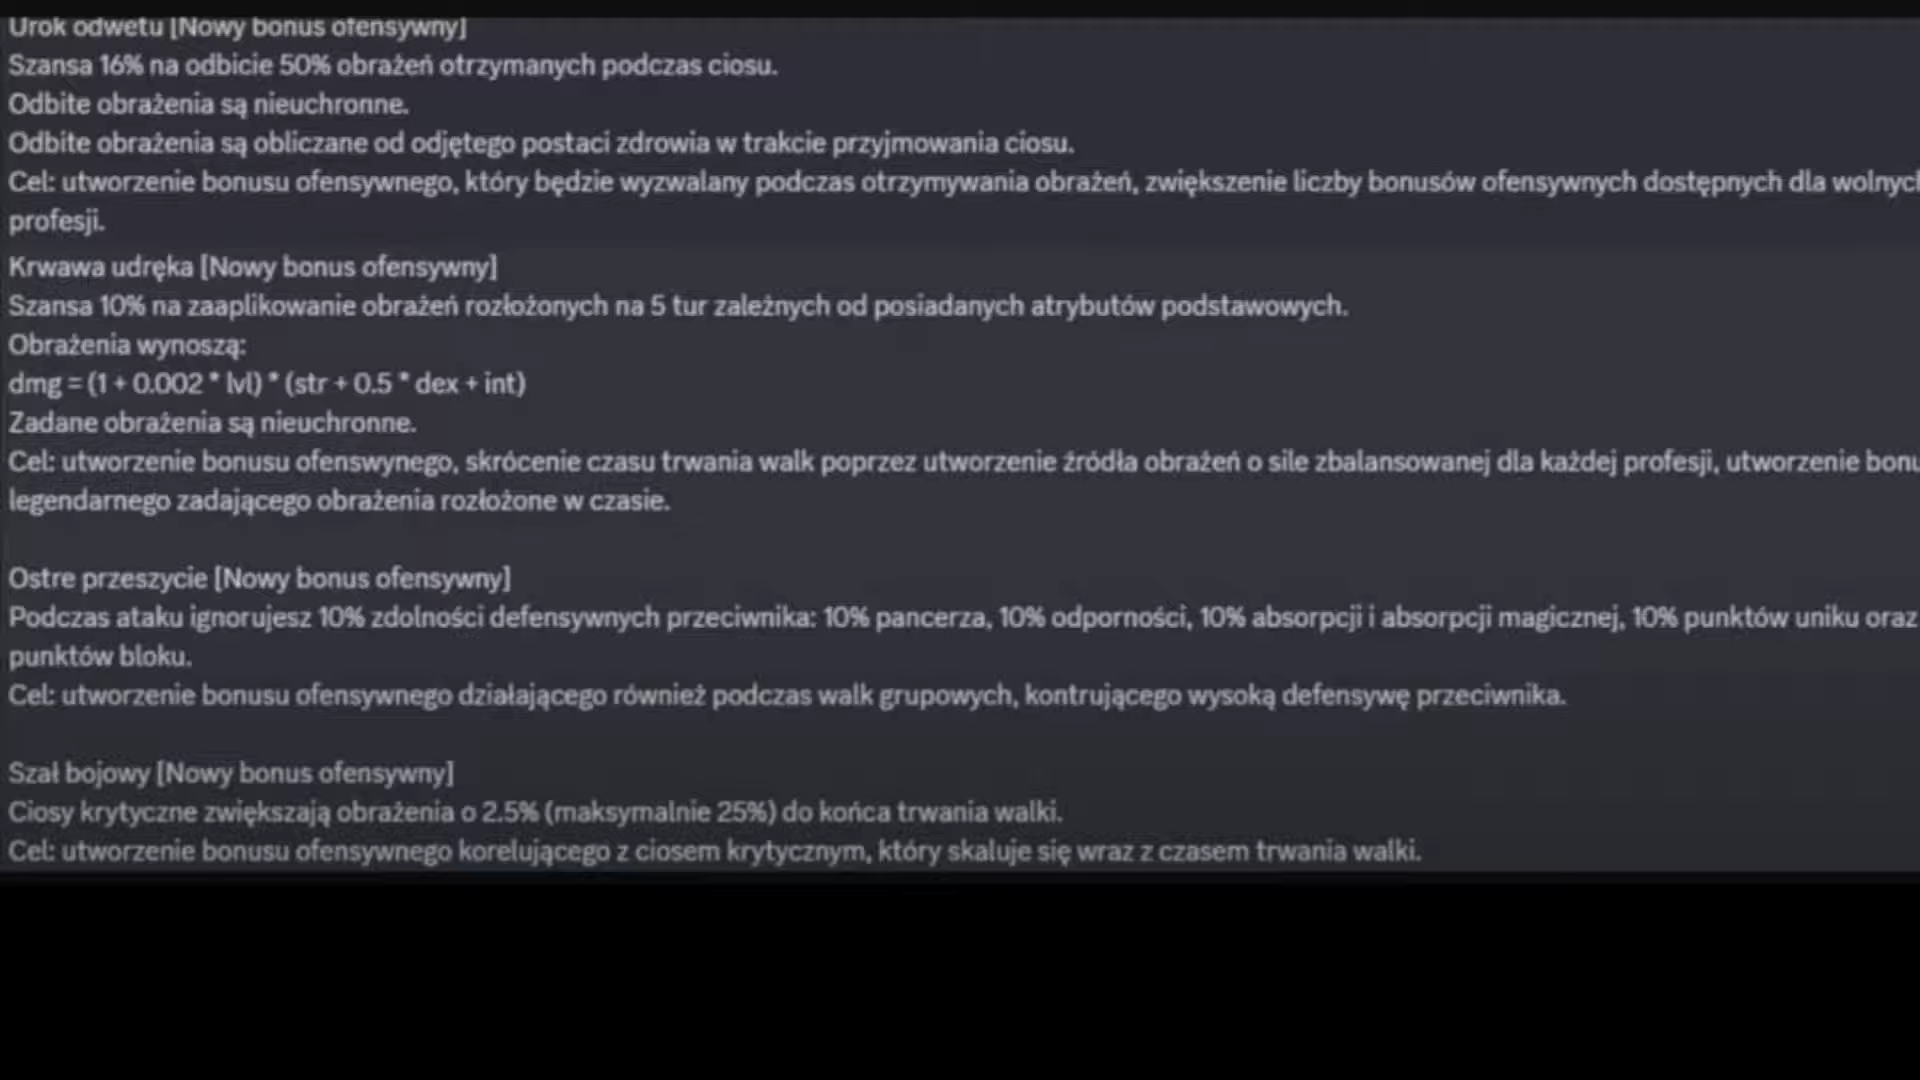 Urok odwetu [Nowy bonus ofensywny]
Szansa 16% na odbicie 50% obrażeń otrzymanych podczas ciosu.
Odbite obrażenia są nieuchronne.
Odbite obrażenia są obliczane od odjętego postaci zdrowia w trakcie przyjmowania ciosu.
Cel: utworzenie bonusu ofensywnego, który będzie wyzwalany podczas otrzymywania obrażeń, zwiększenie liczby bonusów ofensywnych dostępnych dla wolnych
profesji.
Krwawa udręka [Nowy bonus ofensywny]
Szansa 10% na zaaplikowanie obrażeń rozłożonych na 5 tur zależnych od posiadanych atrybutów podstawowych.
Obrażenia wynoszą:
dmg = (1 + 0.002 * lvl) * (str + 0.5 * dex + int)
Zadane obrażenia są nieuchronne.
Cel: utworzenie bonusu ofenswynego, skrócenie czasu trwania walk poprzez utworzenie źródła obrażeń o sile zbalansowanej dla każdej profesji, utworzenie bonu
legendarnego zadającego obrażenia rozłożone w czasie.
Ostre przeszycie [Nowy bonus ofensywny]
Podczas ataku ignorujesz 10% zdolności defensywnych przeciwnika: 10% pancerza, 10% odporności, 10% absorpcji i absorpcji magicznej, 10% punktów uniku oraz
punktów bloku.
Cel: utworzenie bonusu ofensywnego działającego również podczas walk grupowych, kontrującego wysoką defensywę przeciwnika.
Szał bojowy [Nowy bonus ofensywny]
Ciosy krytyczne zwiększają obrażenia o 2.5% (maksymalnie 25%) do końca trwania walki.
Cel: utworzenie bonusu ofensywnego korelującego z ciosem krytycznym, który skaluje się wraz z czasem trwania walki.